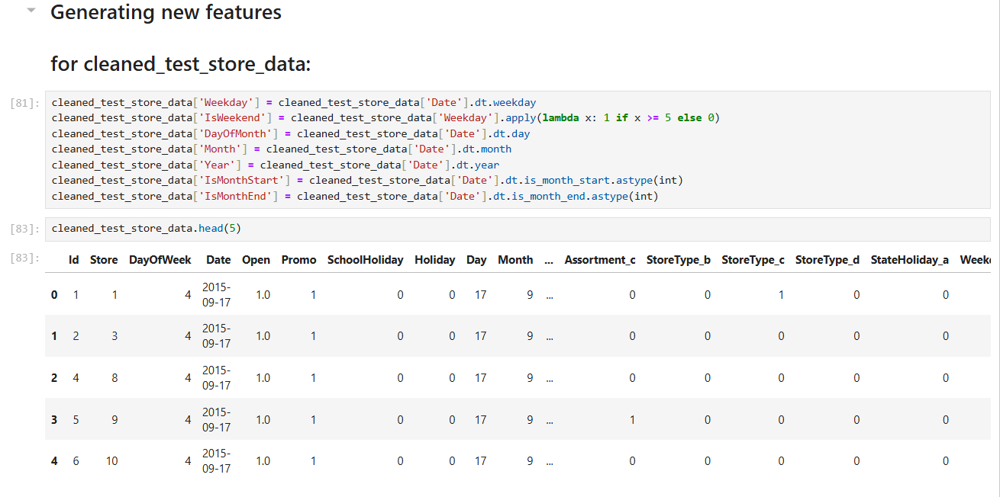 Generating new features
for cleaned_test_store_data:
[81]:
cleaned_test_store_data['Weekday'] = cleaned_test_store_data['Date'].dt.weekday
cleaned_test_store_data['IsWeekend'] = cleaned_test_store_data['Weekday'].apply(lambda x: 1 if x >= 5 else 0)
cleaned_test_store_data['DayOfMonth'] = cleaned_test_store_data['Date'].dt.day
cleaned_test_store_data['Month'] = cleaned_test_store_data['Date'].dt.month
cleaned_test_store_data['Year'] = cleaned_test_store_data['Date'].dt.year
cleaned_test_store_data['IsMonthStart'] = cleaned_test_store_data['Date'].dt.is_month_start.astype(int)
cleaned_test_store_data['IsMonthEnd'] = cleaned_test_store_data['Date'].dt.is_month_end.astype(int)
[83]: cleaned_test_store_data.head(5)
[83]:
Id Store DayOfWeek Date Open Promo SchoolHoliday Holiday Day Month ... Assortment_c StoreType_b StoreType_c StoreType_d StateHoliday_a
0 1 1 4 2015-09-17 1.0 1 0 0 17 9 ... 0 0 1 0 0
1 2 3 4 2015-09-17 1.0 1 0 0 17 9 ... 0 0 0 0 0
2 4 8 4 2015-09-17 1.0 1 0 0 17 9 ... 0 0 0 0 0
3 5 9 4 2015-09-17 1.0 1 0 0 17 9 ... 1 0 0 0 0
4 6 10 4 2015-09-17 1.0 1 0 0 17 9 ... 0 0 0 0 0